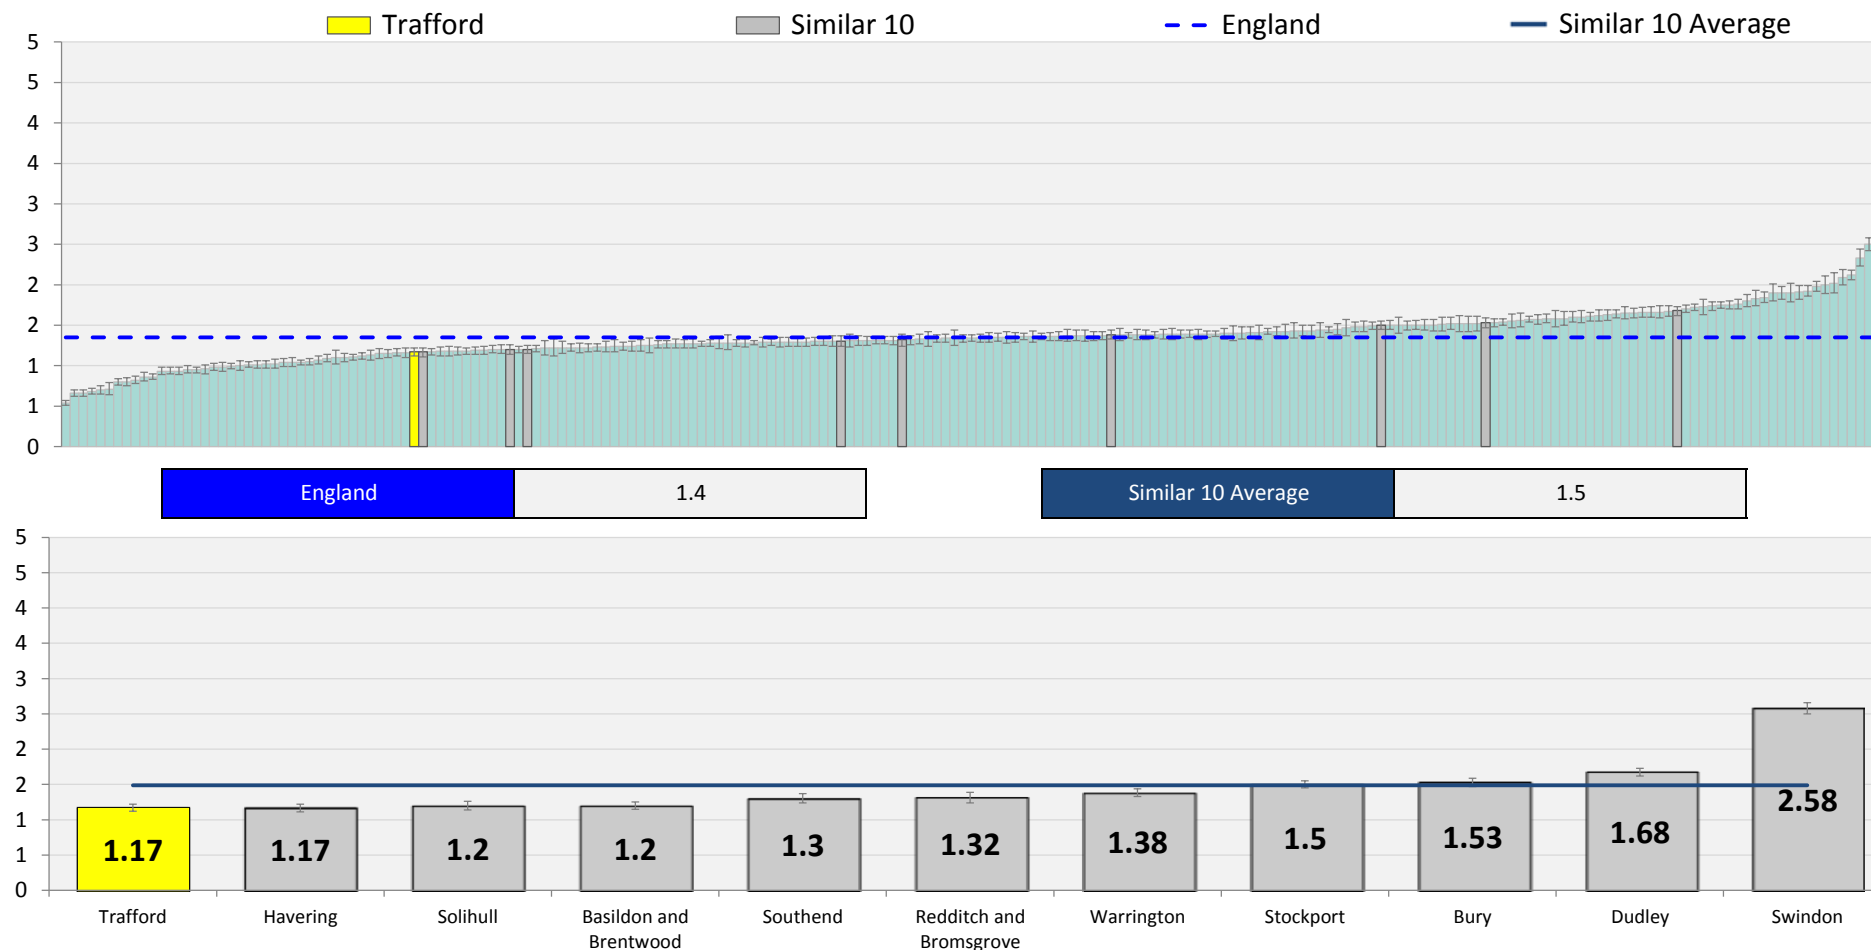 Trafford
Similar 10
England
Similar 10 Average
5
5
4
4
3
3
2
2
1
1
0
England 1.4 Similar 10 Average 1.5
5
5
4
4
3
3
2
2
1
1
0
1.17 1.17 1.2 1.2 1.3 1.32 1.38 1.5 1.53 1.68 2.58
Trafford Havering Solihull Basildon and Southend Redditch and Warrington Stockport Bury Dudley Swindon
Brentwood Bromsgrove